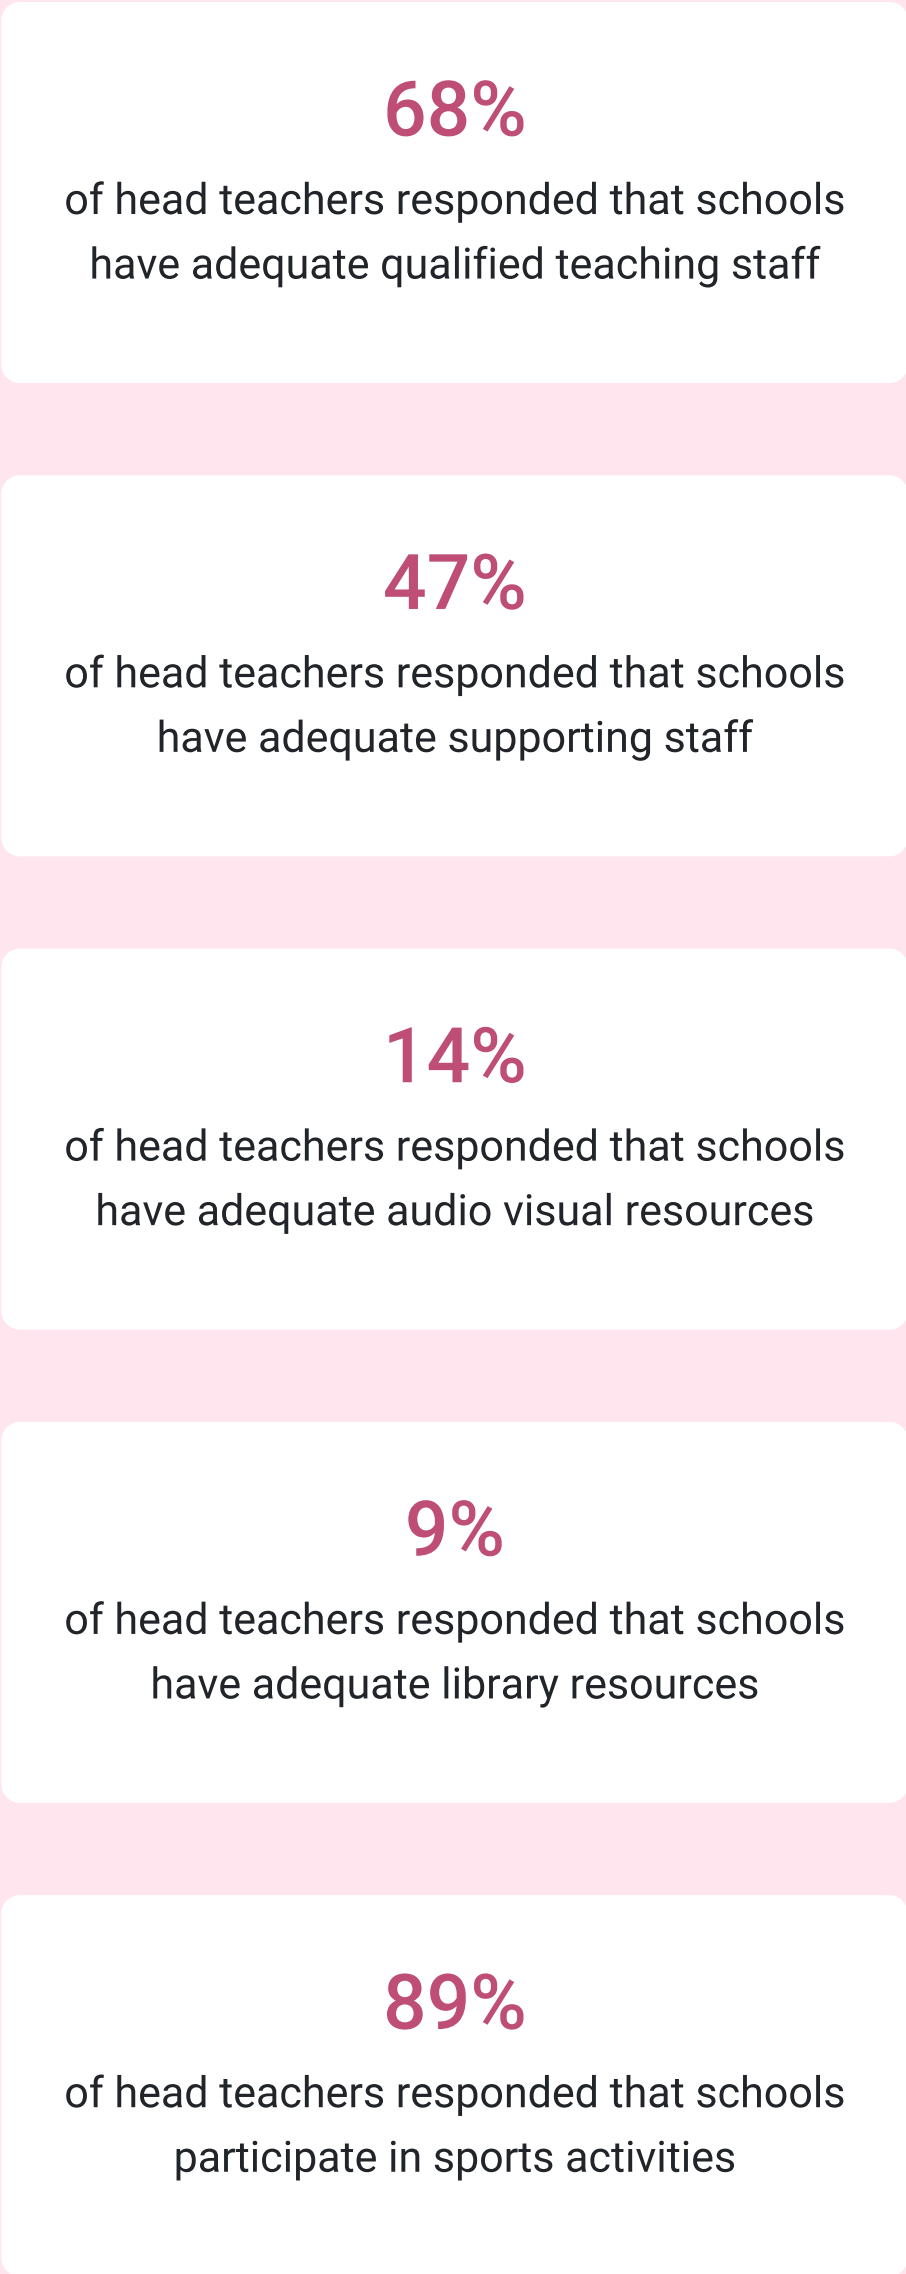 68%
of head teachers responded that schools
have adequate qualified teaching staff
47%
of head teachers responded that schools
have adequate supporting staff
14%
of head teachers responded that schools
have adequate audio visual resources
9%
of head teachers responded that schools
have adequate library resources
89%
of head teachers responded that schools
participate in sports activities